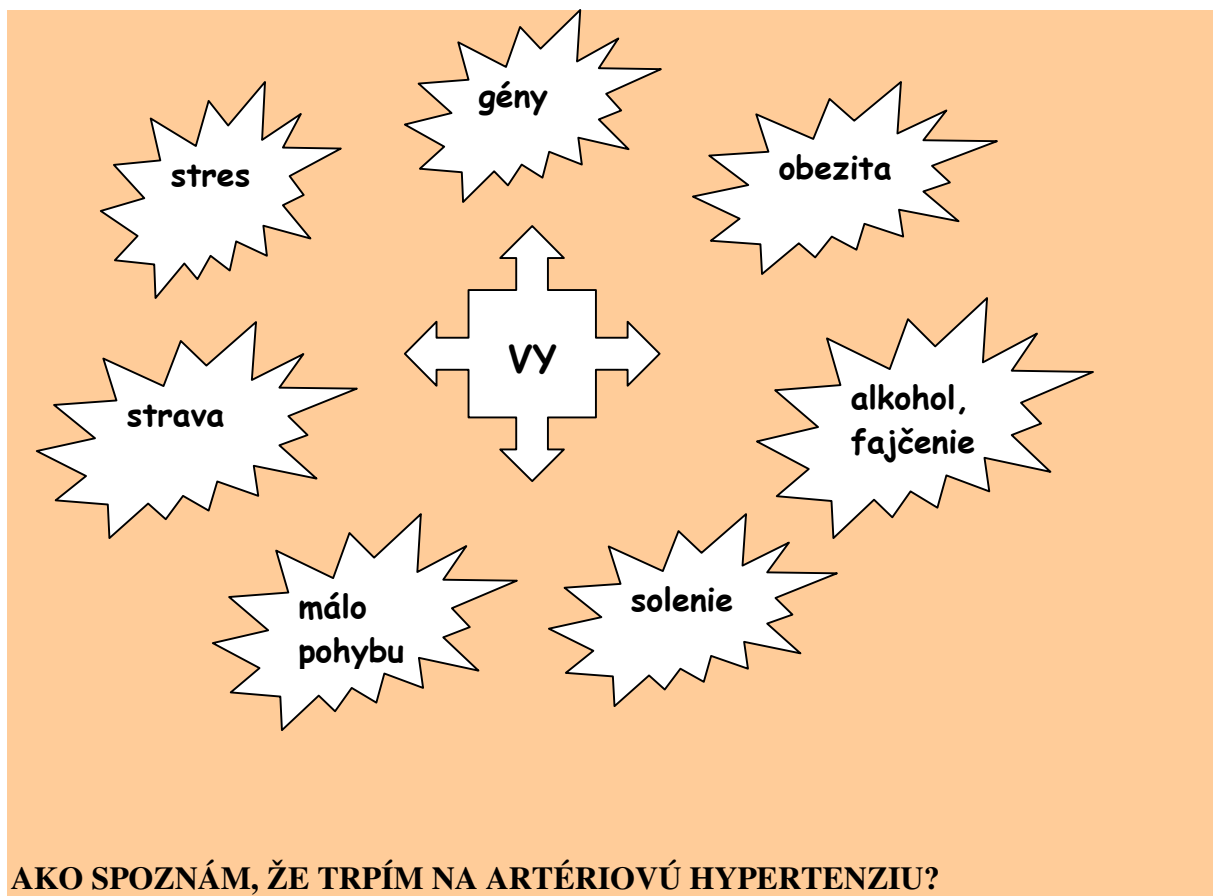 gény
stres
obezita
VY
strava
alkohol,
fajčenie
málo
pohybu
solenie
AKO SPOZNÁM, ŽE TRPÍM NA ARTÉRIOVÚ HYPERTENZIU?